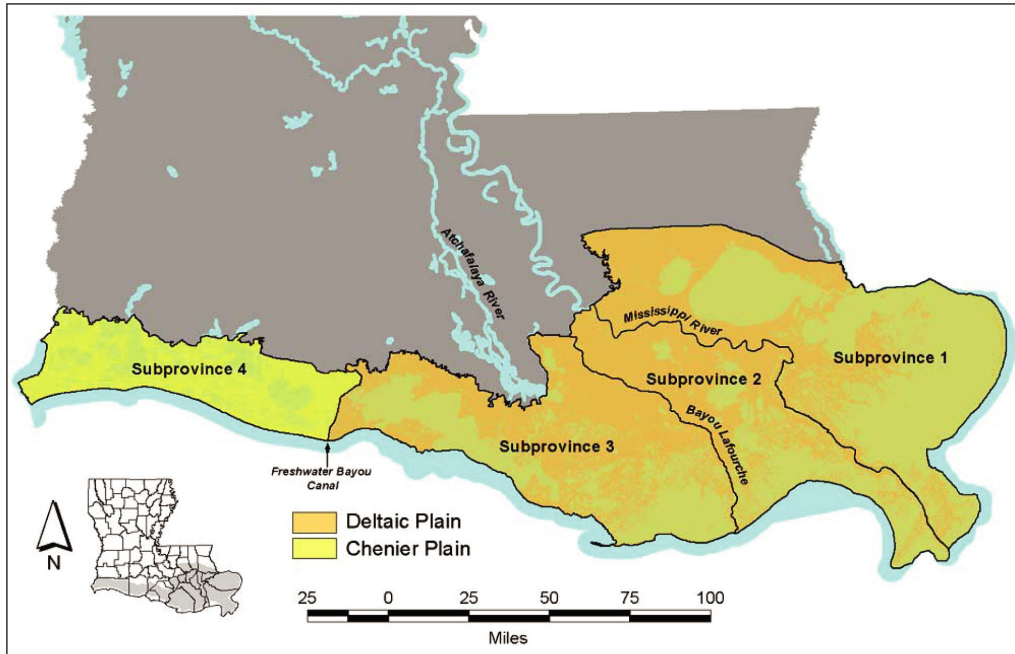 Atchafalaya River
Mississippi River
Subprovince 1
Subprovince 4
Subprovince 2
Bayou Lafourche
Subprovince 3
Freshwater Bayou
Canal
Deltaic Plain
Chenier Plain
N
25 0 25 50 75 100
Miles